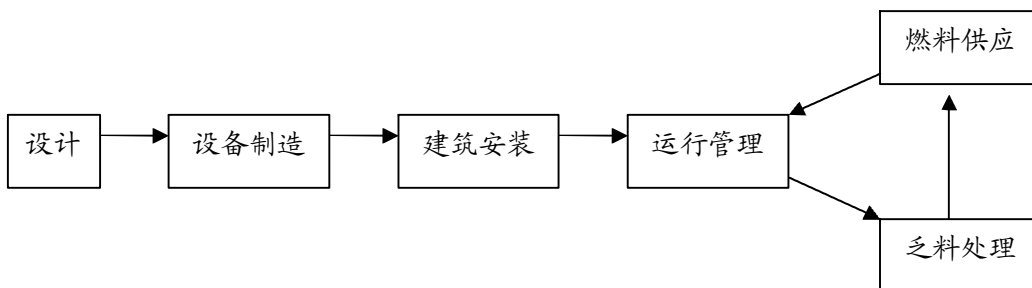 燃料供应
设计
设备制造
建筑安装
运行管理
乏料处理